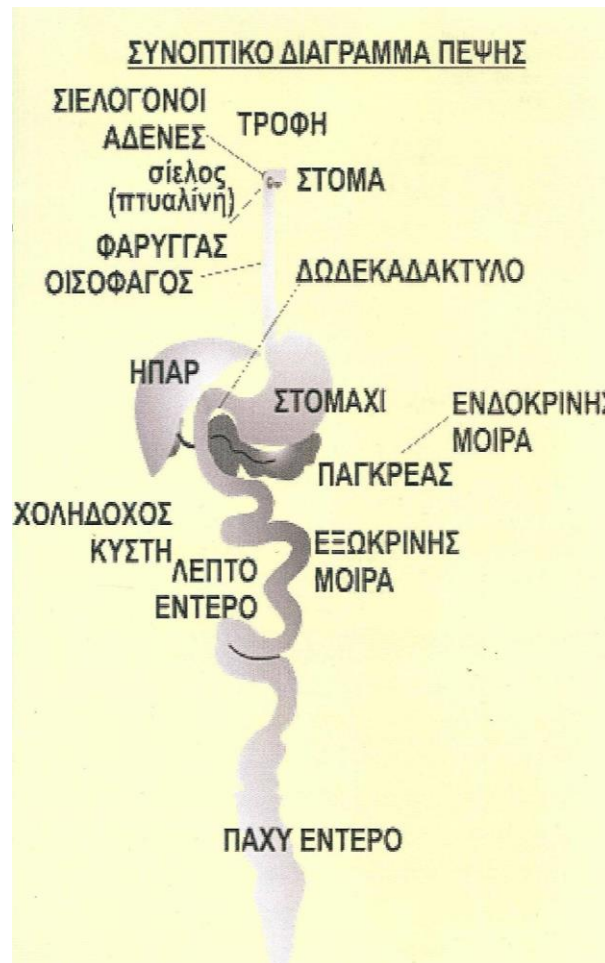 ΣΥΝΟΠΤΙΚΟ ΔΙΑΓΡΑΜΜΑ ΠΕΨΗΣ
ΣΙΕΛΟΓΟΝΟΙ
ΑΔΕΝΕΣ
ΤΡΟΦΗ
σίελος
(πτυαλίνη)
ΣΤΟΜΑ
ΦΑΡΥΓΓΑΣ
ΟΙΣΟΦΑΓΟΣ
ΔΩΔΕΚΑΔΑΚΤΥΛΟ
ΗΠΑΡ
ΣΤΟΜΑΧΙ
ΕΝΔΟΚΡΙΝΗΣ
ΜΟΙΡΑ
ΠΑΓΚΡΕΑΣ
ΧΟΛΗΔΟΧΟΣ
ΚΥΣΤΗ
ΛΕΠΤΟ
ΕΝΤΕΡΟ
ΕΞΩΚΡΙΝΗΣ
ΜΟΙΡΑ
ΠΑΧΥ ΕΝΤΕΡΟ